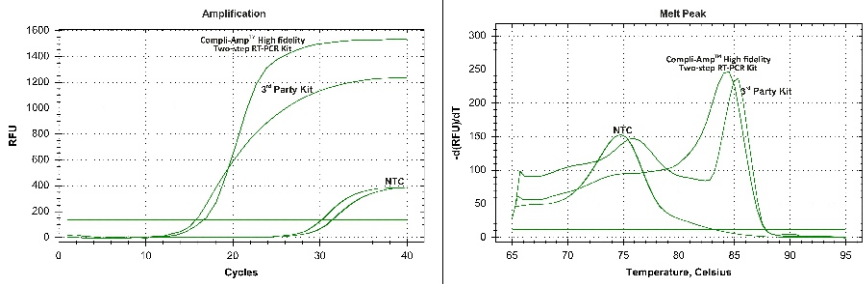 Amplification
1600
1400
1200
1000
800
600
400
200
0
RFU
Compli-Amp™ High fidelity
Two-step RT-PCR Kit
3rd Party Kit
NTC
0 10 20 30 40
Cycles
Melt Peak
300
250
200
150
100
50
0
-d(RFU)/dT
Compli-Amp™ High fidelity
Two-step RT-PCR Kit
3rd Party Kit
NTC
65 70 75 80 85 90 95
Temperature, Celsius